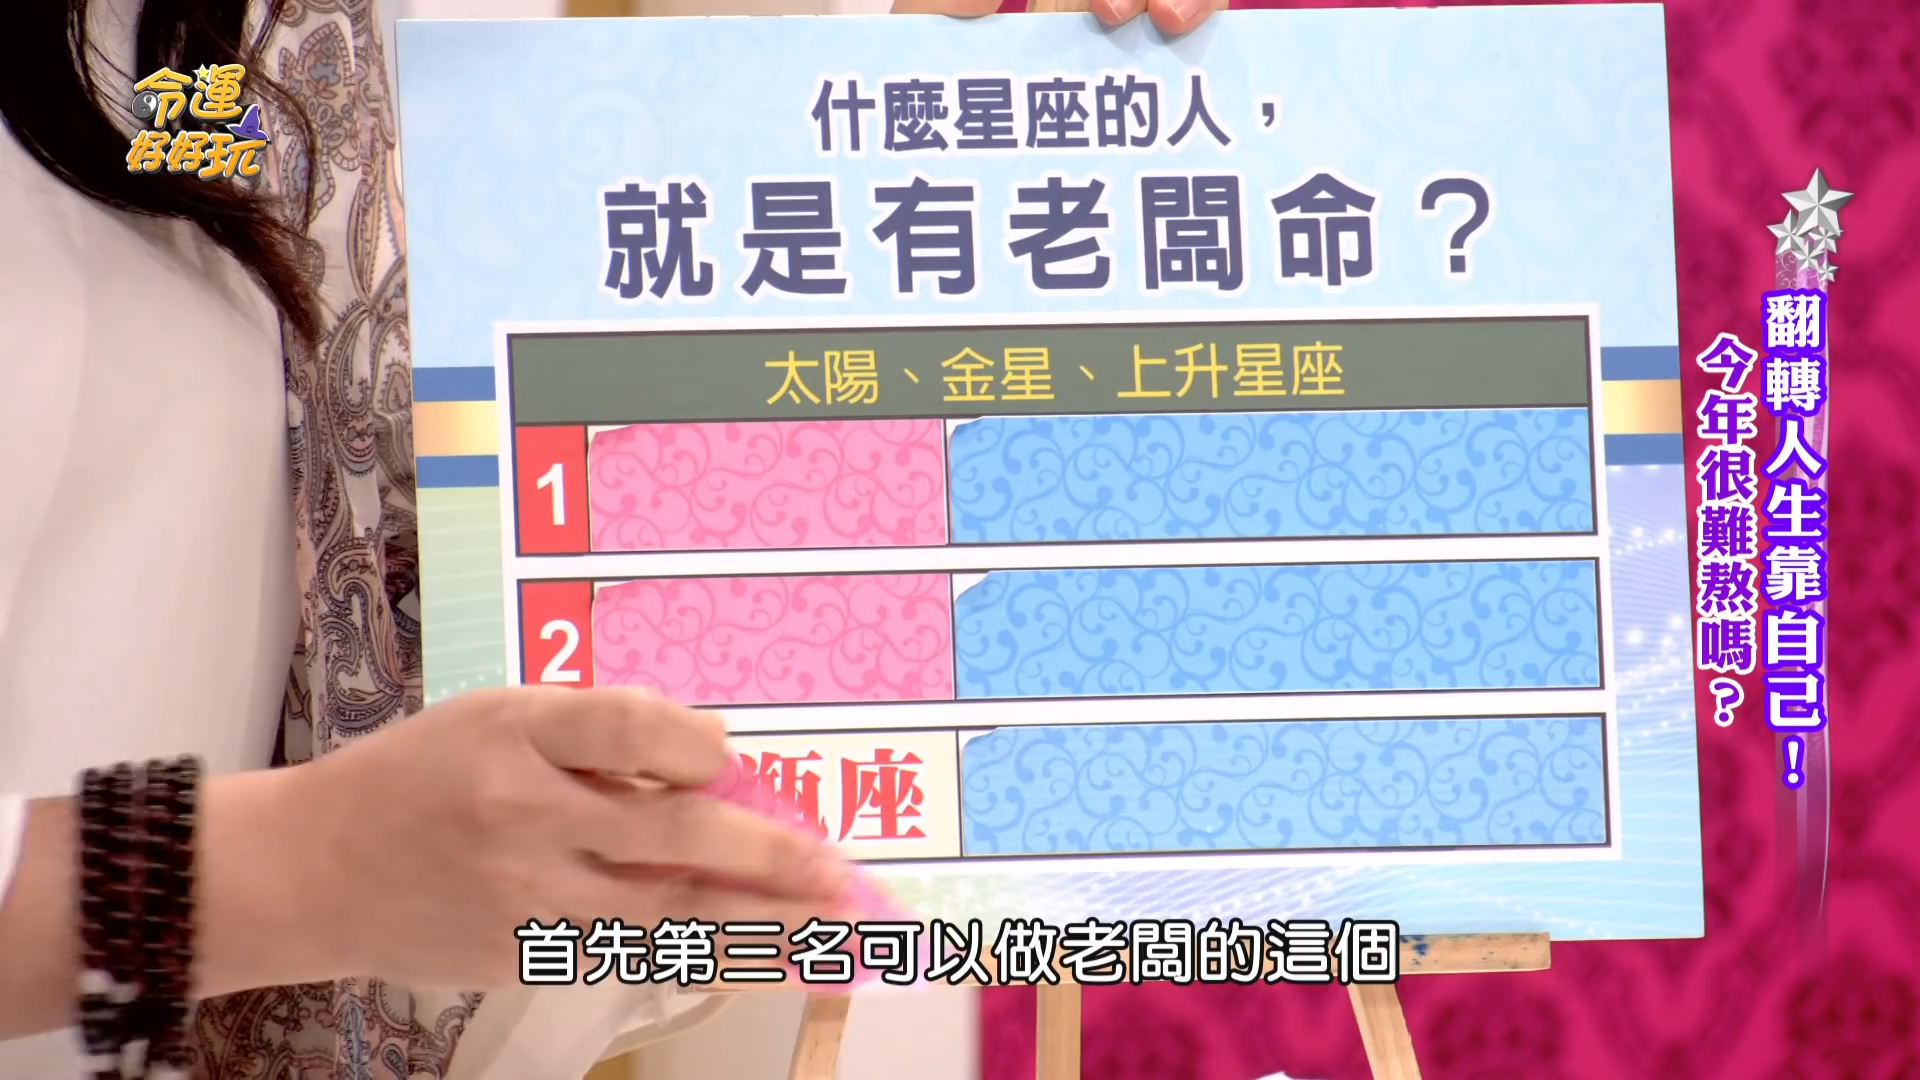 命運
好好玩
什麼星座的人，
就是有老闆命？
太陽、金星、上升星座
1
2
瓶座
翻轉人生靠自己！
今年很難熬嗎？
首先第三名可以做老闆的這個